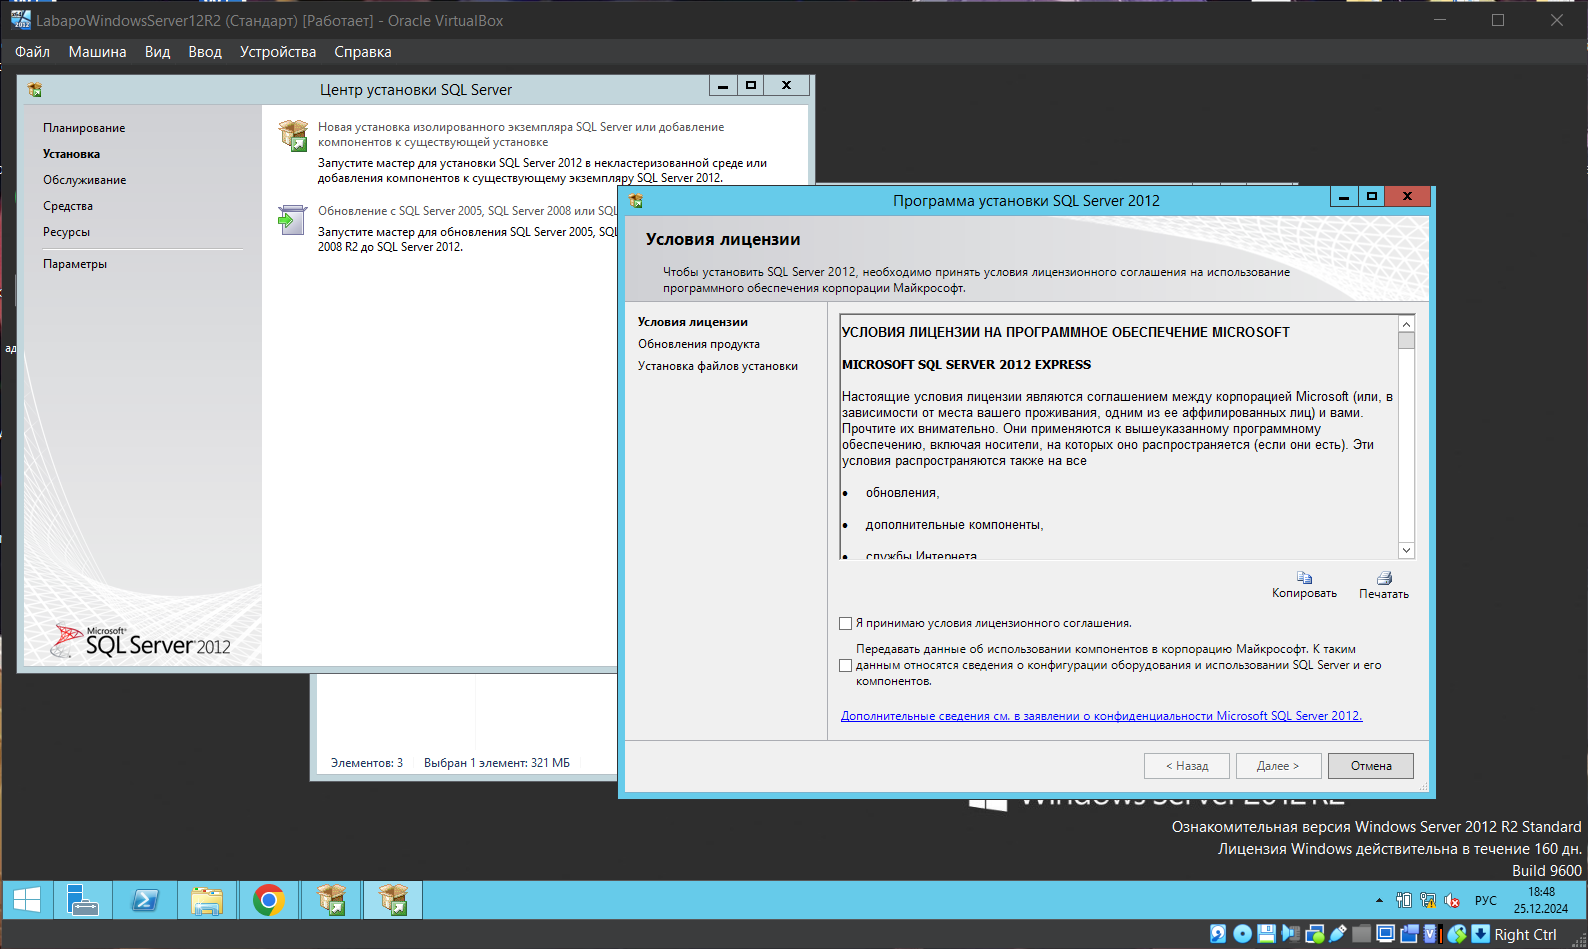 LabapoWindowsServer12R2 (Стандарт) [Работает] - Oracle VirtualBox
Файл Машина Вид Ввод Устройства Справка
Центр установки SQL Server
Планирование
Установка
Обслуживание
Средства
Ресурсы
Параметры
Новая установка изолированного экземпляра SQL Server или добавление
компонентов к существующей установке
Запустите мастер для установки SQL Server 2012 в некластеризованной среде или
добавления компонентов к существующему экземпляру SQL Server 2012.
Обновление с SQL Server 2005, SQL Server 2008 или SQL
Запустите мастер для обновления SQL Server 2005, SQL
2008 R2 до SQL Server 2012.
Microsoft®
SQL Server 2012
Элементов: 3 Выбран 1 элемент: 321 МБ
Программа установки SQL Server 2012
Условия лицензии
Чтобы установить SQL Server 2012, необходимо принять условия лицензионного соглашения на использование
программного обеспечения корпорации Майкрософт.
Условия лицензии
Обновления продукта
Установка файлов установки
УСЛОВИЯ ЛИЦЕНЗИИ НА ПРОГРАММНОЕ ОБЕСПЕЧЕНИЕ MICROSOFT
MICROSOFT SQL SERVER 2012 EXPRESS
Настоящие условия лицензии являются соглашением между корпорацией Microsoft (или, в
зависимости от места вашего проживания, одним из ее аффилированных лиц) и вами.
Прочтите их внимательно. Они применяются к вышеуказанному программному
обеспечению, включая носители, на которых оно распространяется (если они есть). Эти
условия распространяются также на все
• обновления,
• дополнительные компоненты,
• службы Интернета
Копировать Печатать
Я принимаю условия лицензионного соглашения.
Передавать данные об использовании компонентов в корпорацию Майкрософт. К таким
данным относятся сведения о конфигурации оборудования и использовании SQL Server и его
компонентов.
Дополнительные сведения см. в заявлении о конфиденциальности Microsoft SQL Server 2012.
< Назад Далее > Отмена
Windows Server 2012 R2
Ознакомительная версия Windows Server 2012 R2 Standard
Лицензия Windows действительна в течение 160 дн.
Build 9600
РУС
18:48
25.12.2024
Right Ctrl